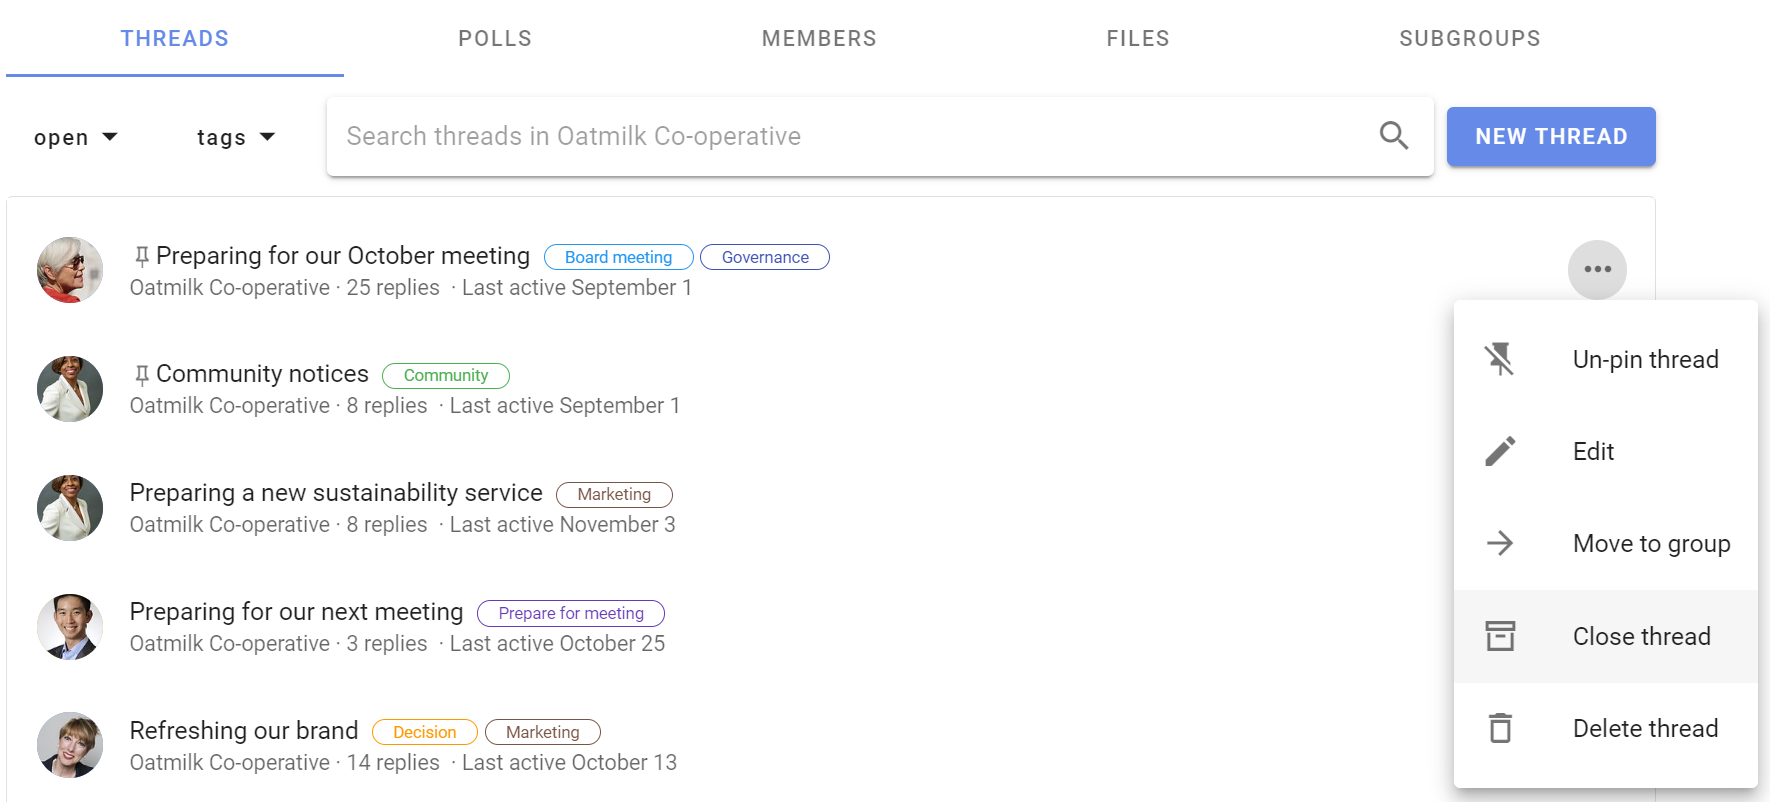 THREADS POLLS MEMBERS FILES SUBGROUPS
open tags Search threads in Oatmilk Co-operative NEW THREAD
Preparing for our October meeting Board meeting Governance
Oatmilk Co-operative · 25 replies · Last active September 1
Community notices Community
Oatmilk Co-operative · 8 replies · Last active September 1
Preparing a new sustainability service Marketing
Oatmilk Co-operative · 8 replies · Last active November 3
Preparing for our next meeting Prepare for meeting
Oatmilk Co-operative · 3 replies · Last active October 25
Refreshing our brand Decision Marketing
Oatmilk Co-operative · 14 replies · Last active October 13
Un-pin thread
Edit
Move to group
Close thread
Delete thread